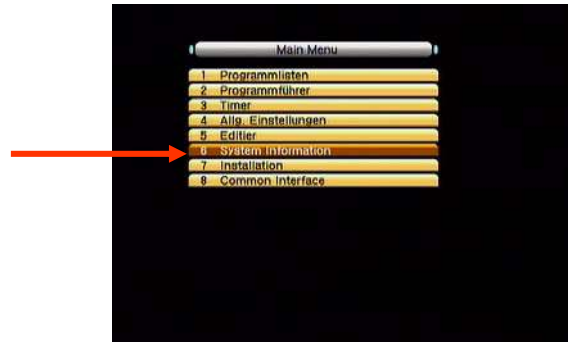 Main Menu
1 Programmlisten
2 Programmführer
3 Timer
4 Allg. Einstellungen
5 Editier
6 System Information
7 Installation
8 Common Interface